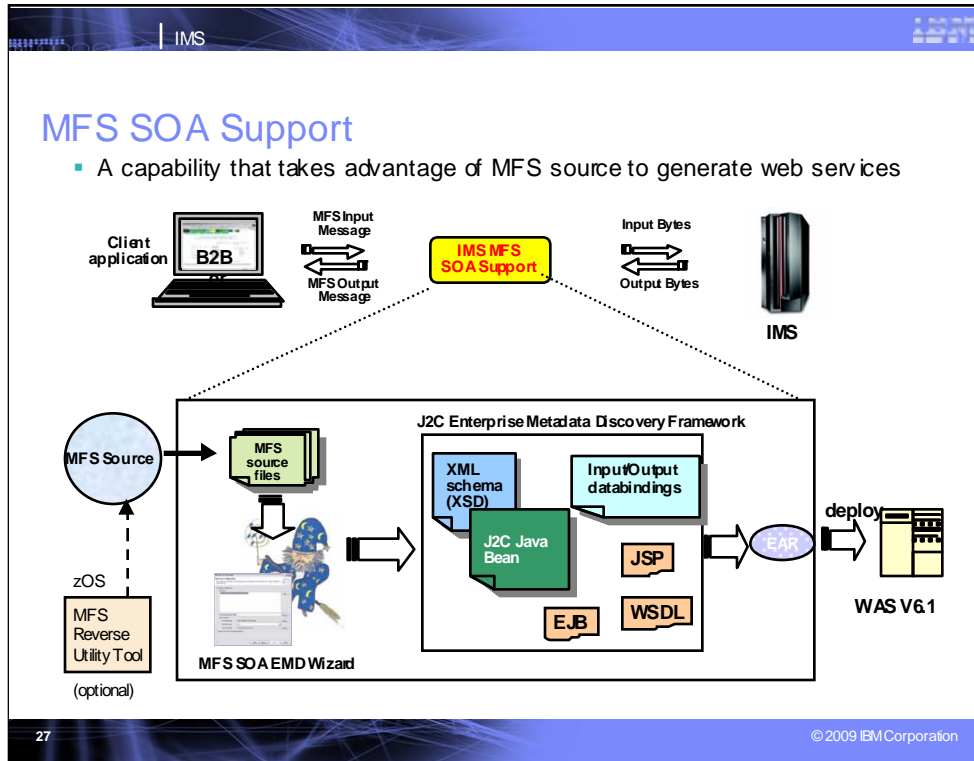 IMS
IBM
MFS SOA Support
▪ A capability that takes advantage of MFS source to generate web services
Client
application
B2B
or
MFS Input
Message
MFS Output
Message
IMS MFS
SOA Support
Input Bytes
Output Bytes
IMS
J2C Enterprise Metadata Discovery Framework
MFS Source
MFS
source
files
XML
schema
(XSD)
Input/Output
databindings
J2C Java
Bean
JSP
EJB
WSDL
EAR
deploy
WAS V6.1
zOS
MFS
Reverse
Utility Tool
(optional)
MFS SOA EMD Wizard
27
© 2009 IBM Corporation